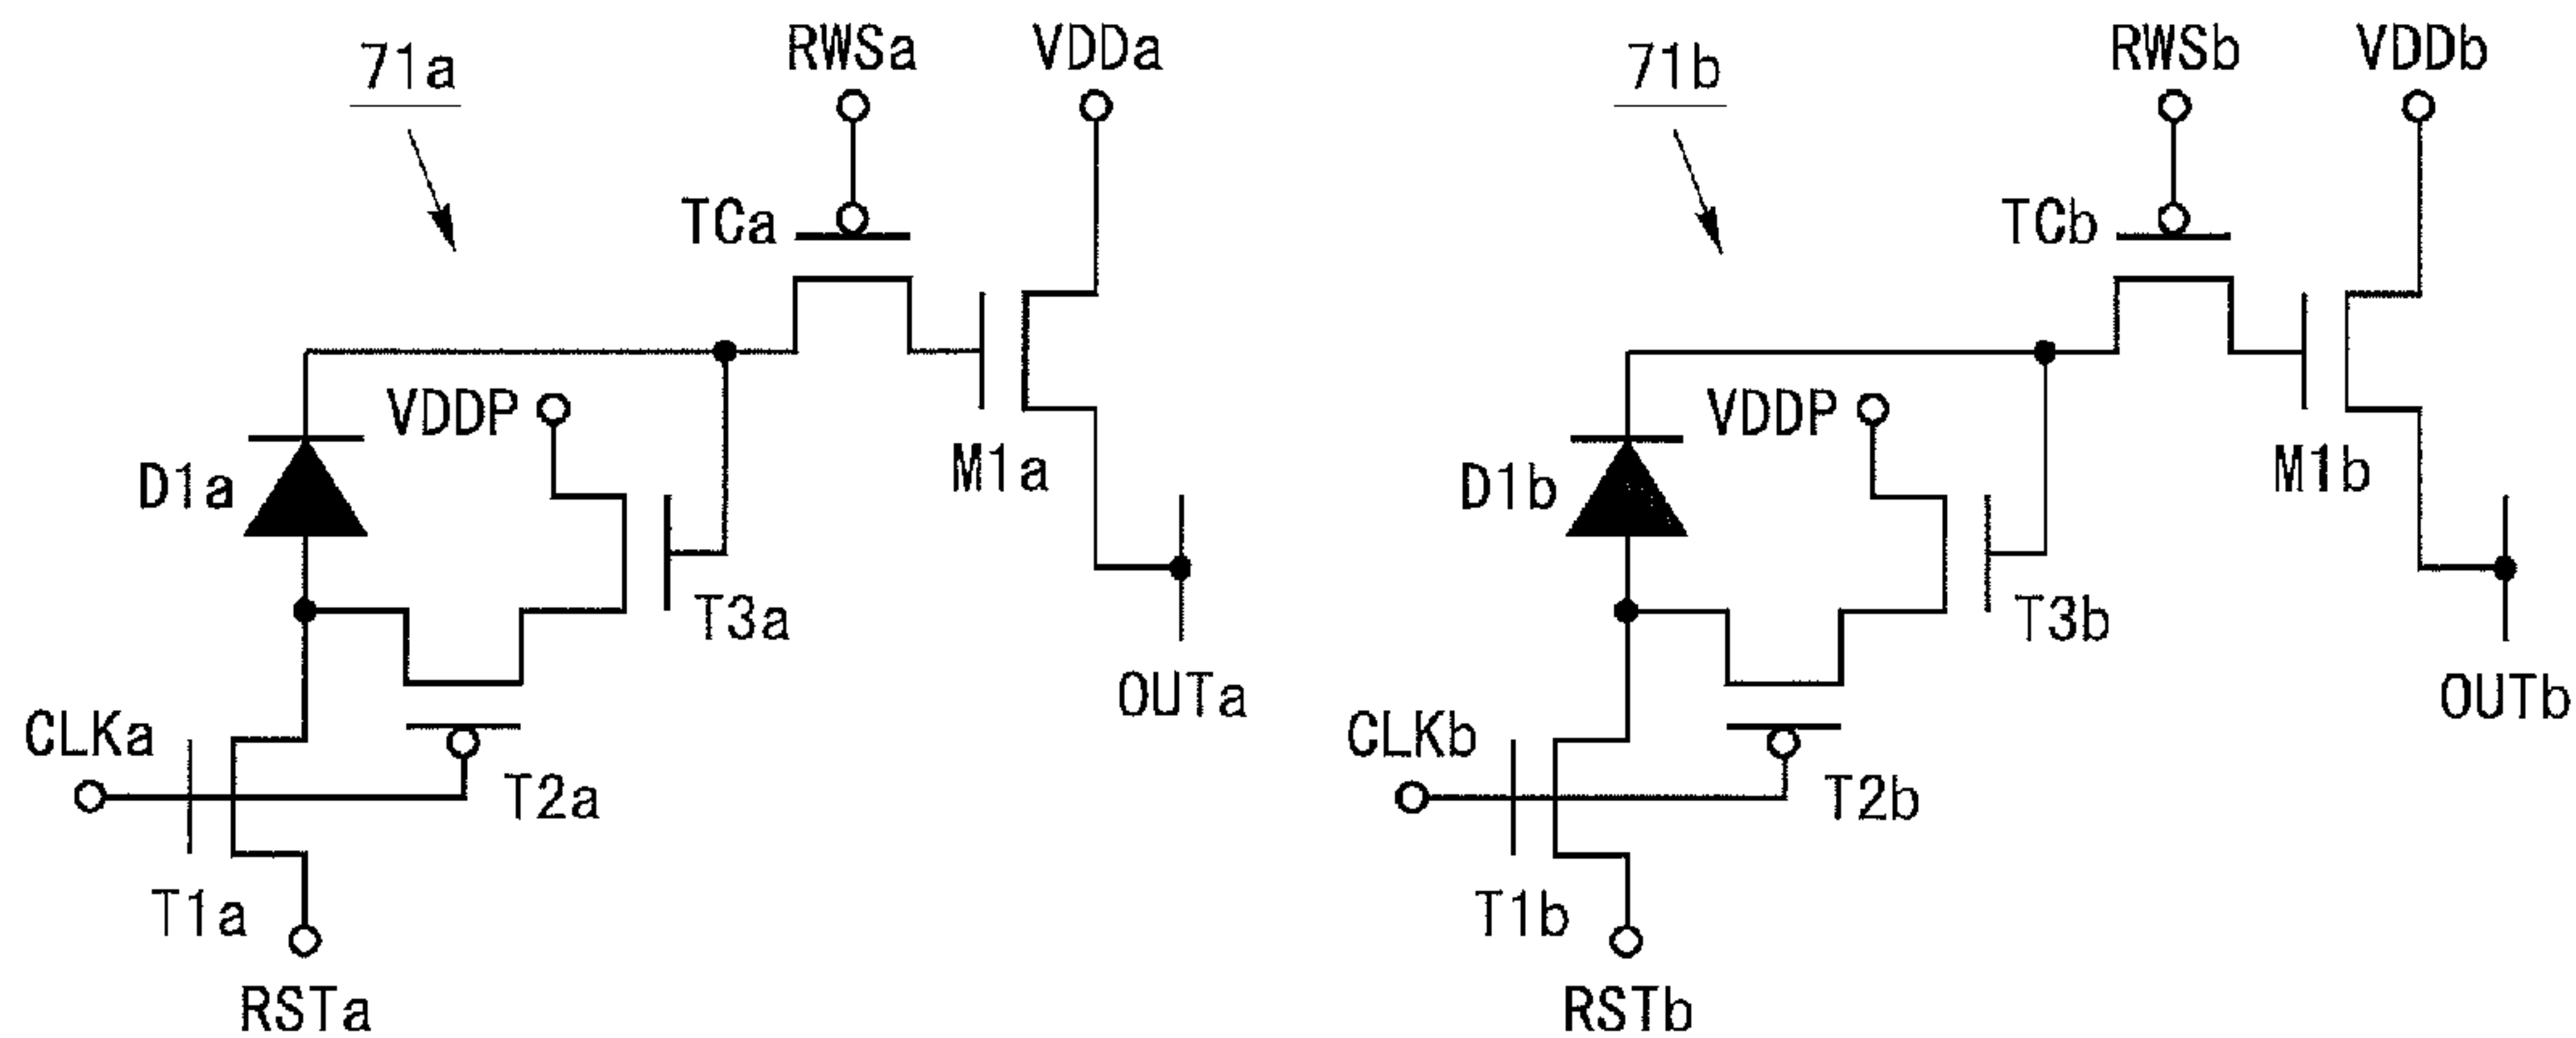 71a
RWSa
VDDa
TCa
VDDP
D1a
M1a
T3a
OUTa
CLKa
T2a
T1a
RSTa
71b
RWSb
VDDb
TCb
VDDP
D1b
M1b
T3b
OUTb
CLKb
T2b
T1b
RSTb